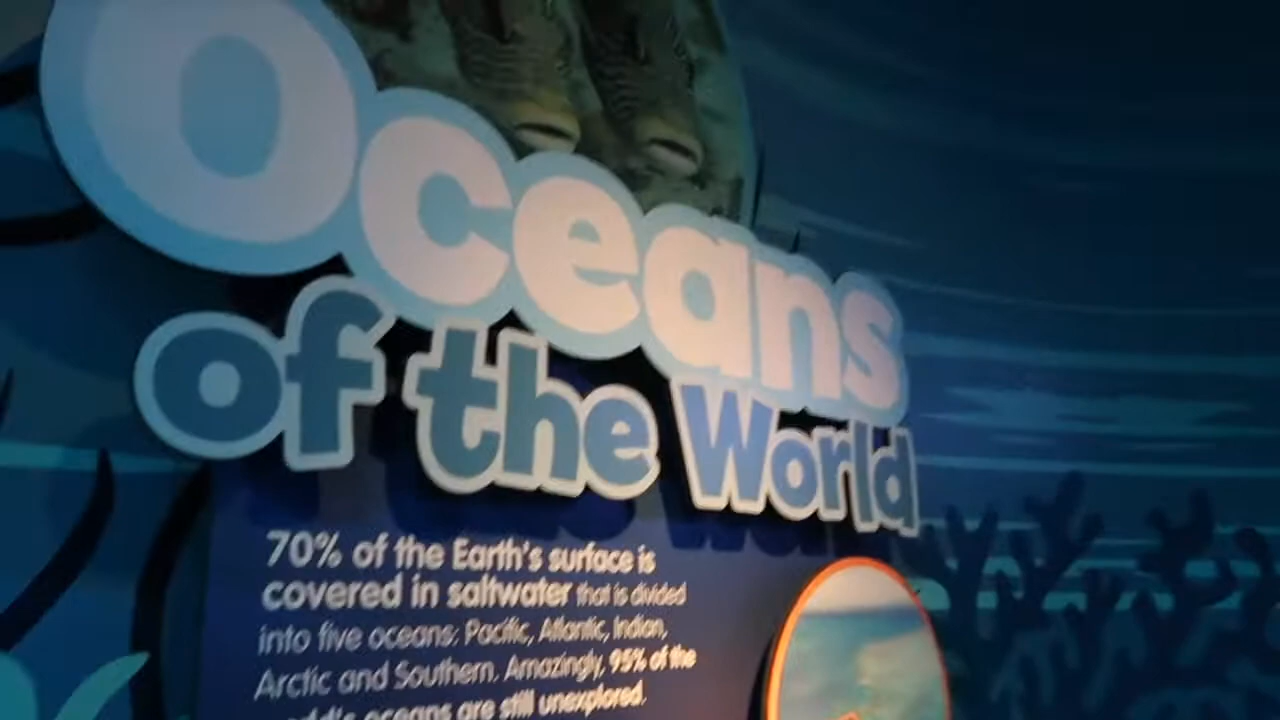 Oceans
of the World
70% of the Earth's surface is
covered in saltwater that is divided
into five oceans: Pacific, Atlantic, Indian,
Arctic and Southern. Amazingly, 95% of the
oceans are still unexplored.